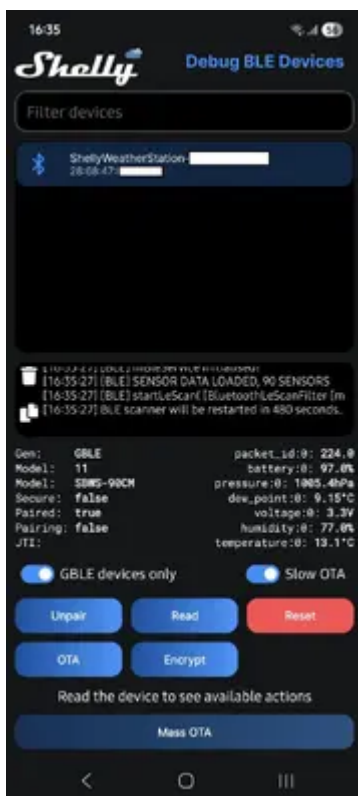 16:35
58
Shelly
Debug BLE Devices
Filter devices
ShellyWeatherStation-
28:68:47:
[16:35:27] [BLE] SENSOR DATA LOADED, 90 SENSORS
[16:35:27] [BLE] startLeScan( [BluetoothLeScanFilter [m
[16:35:27] BLE scanner will be restarted in 480 seconds.
Gen: GBLE packet_id:0: 224.0
Model: 11 battery:0: 97.0%
Model: SBWS-90CM pressure:0: 1005.4hPa
Secure: false dew_point:0: 9.15°C
Paired: true voltage:0: 3.3V
Pairing: false humidity:0: 77.0%
JTI: temperature:0: 13.1°C
GBLE devices only
Slow OTA
Unpair
Read
Reset
OTA
Encrypt
Read the device to see available actions
Mass OTA